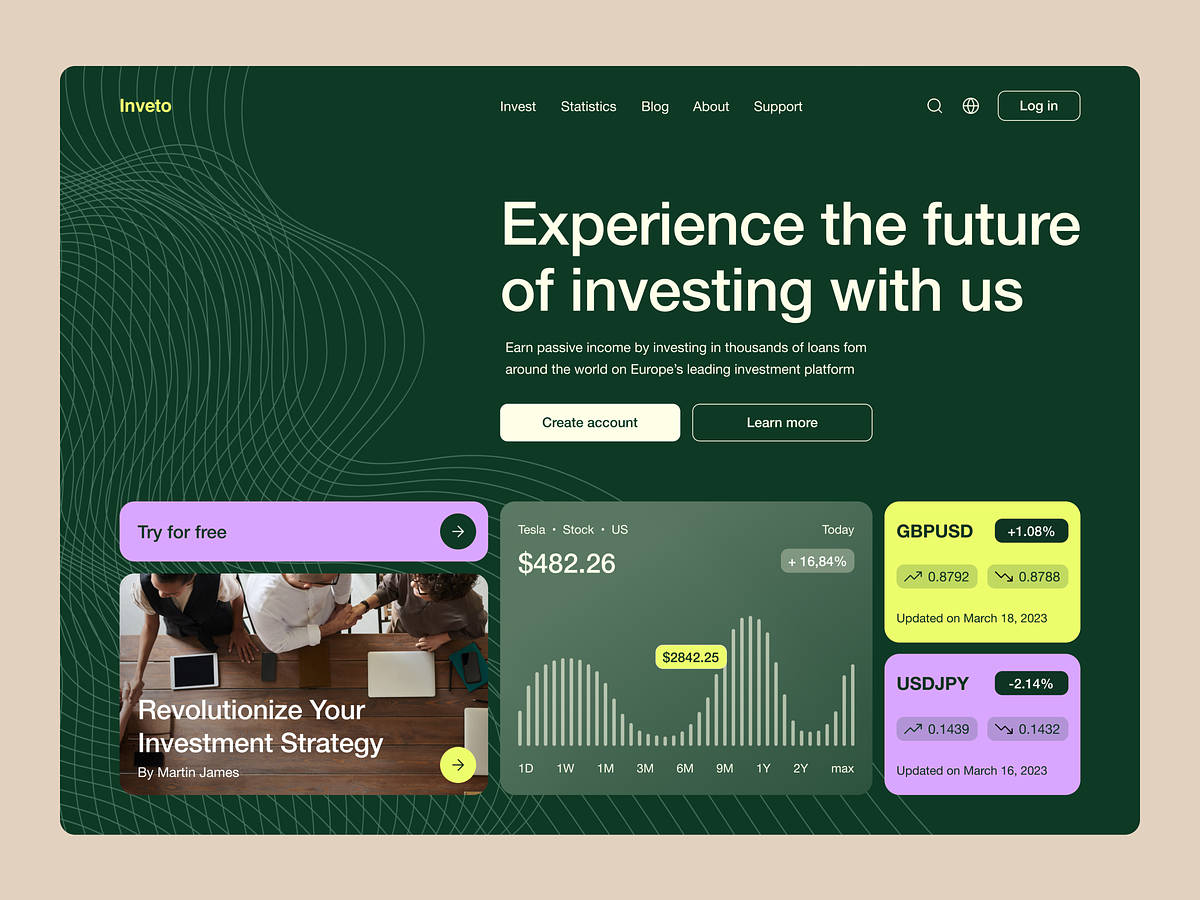 Inveto
Invest
Statistics
Blog
About
Support
Log in
Experience the future
of investing with us
Earn passive income by investing in thousands of loans fom
around the world on Europe’s leading investment platform
Create account
Learn more
Try for free
Revolutionize Your
Investment Strategy
By Martin James
Tesla • Stock • US
Today
$482.26
+ 16,84%
$2842.25
1D
1W
1M
3M
6M
9M
1Y
2Y
max
GBPUSD
+1.08%
0.8792
0.8788
Updated on March 18, 2023
USDJPY
-2.14%
0.1439
0.1432
Updated on March 16, 2023